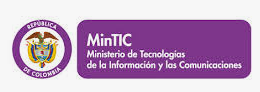 REPÚBLICA
DE COLOMBIA
MinTIC
Ministerio de Tecnologías
de la Información y las Comunicaciones